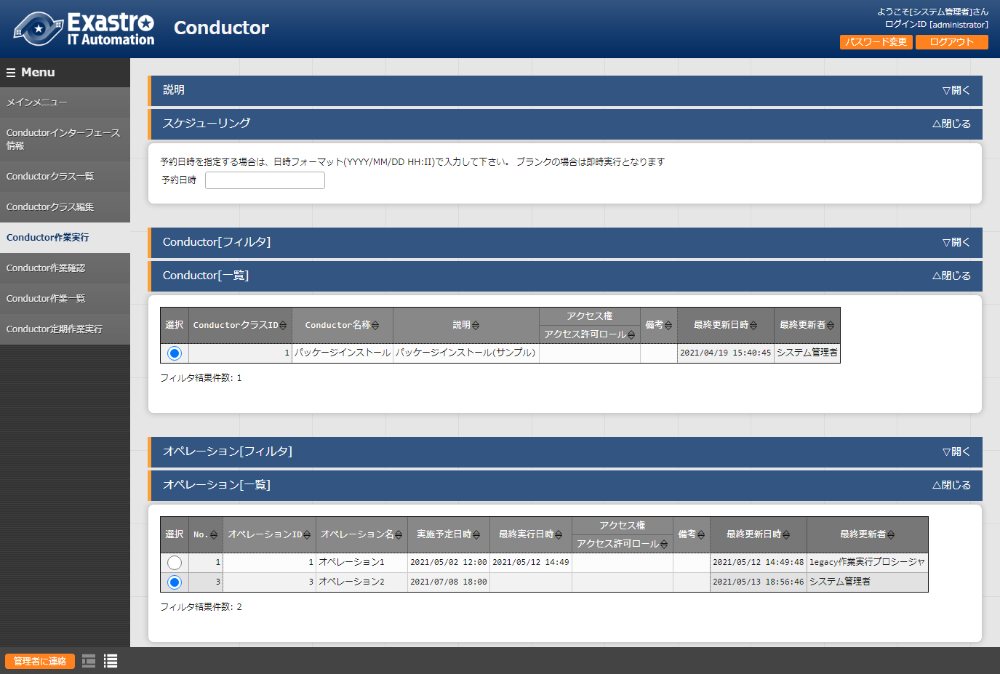 Exastro
IT Automation
Conductor
ようこそ[システム管理者]さん
ログインID [administrator]
パスワード変更 ログアウト
Menu
メインメニュー
Conductorインターフェース
情報
Conductorクラス一覧
Conductorクラス編集
Conductor作業実行
Conductor作業確認
Conductor作業一覧
Conductor定期作業実行
説明 ▽開く
スケジューリング △閉じる
予約日時を指定する場合は、日時フォーマット(YYYY/MM/DD HH:II)で入力して下さい。 ブランクの場合は即時実行となります
予約日時
Conductor[フィルタ] ▽開く
Conductor[一覧] △閉じる
選択 ConductorクラスID Conductor名称 説明 アクセス権 備考 最終更新日時 最終更新者
アクセス許可ロール
1 パッケージインストール パッケージインストール(サンプル) 2021/04/19 15:40:45 システム管理者
フィルタ結果件数: 1
オペレーション[フィルタ] ▽開く
オペレーション[一覧] △閉じる
選択 No. オペレーションID オペレーション名 実施予定日時 最終実行日時 アクセス権 備考 最終更新日時 最終更新者
アクセス許可ロール
1 1 オペレーション1 2021/05/02 12:00 2021/05/12 14:49 2021/05/12 14:49:48 legacy作業実行プロシージャ
3 3 オペレーション2 2021/07/08 18:00 2021/05/13 18:56:46 システム管理者
フィルタ結果件数: 2
管理者に連絡